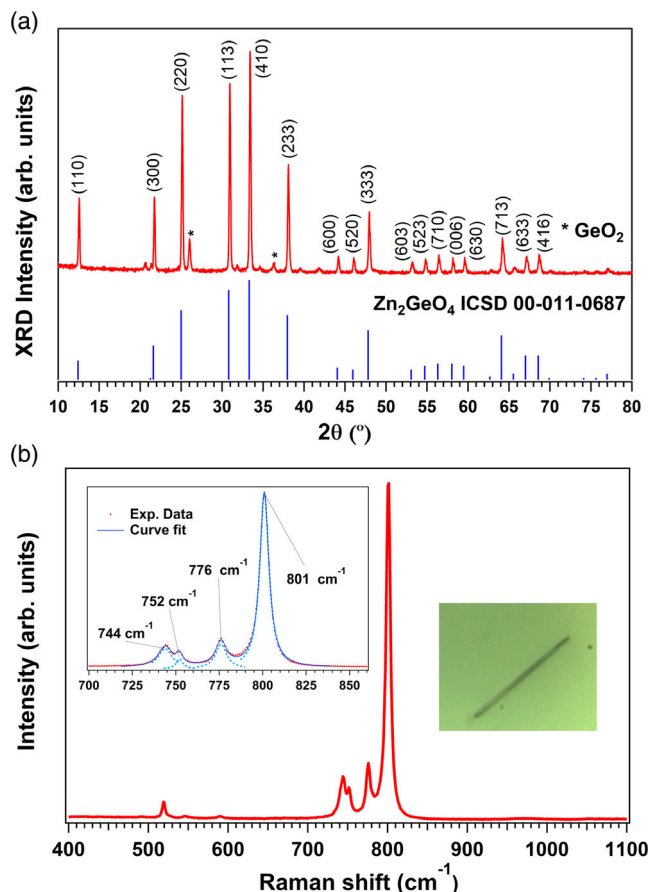 (a)
XRD Intensity (arb. units)
(110)
(300)
(220)
*
(113)
(410)
*
(233)
(600)
(520)
(333)
(603)
(523)
(710)
(006)
(630)
(713)
(633)
(416)
* GeO₂
Zn₂GeO₄ ICSD 00-011-0687
10 15 20 25 30 35 40 45 50 55 60 65 70 75 80
2θ (º)
(b)
Intensity (arb. units)
Exp. Data
Curve fit
776 cm⁻¹
801 cm⁻¹
752 cm⁻¹
744 cm⁻¹
700 725 750 775 800 825 850
400 500 600 700 800 900 1000 1100
Raman shift (cm⁻¹)